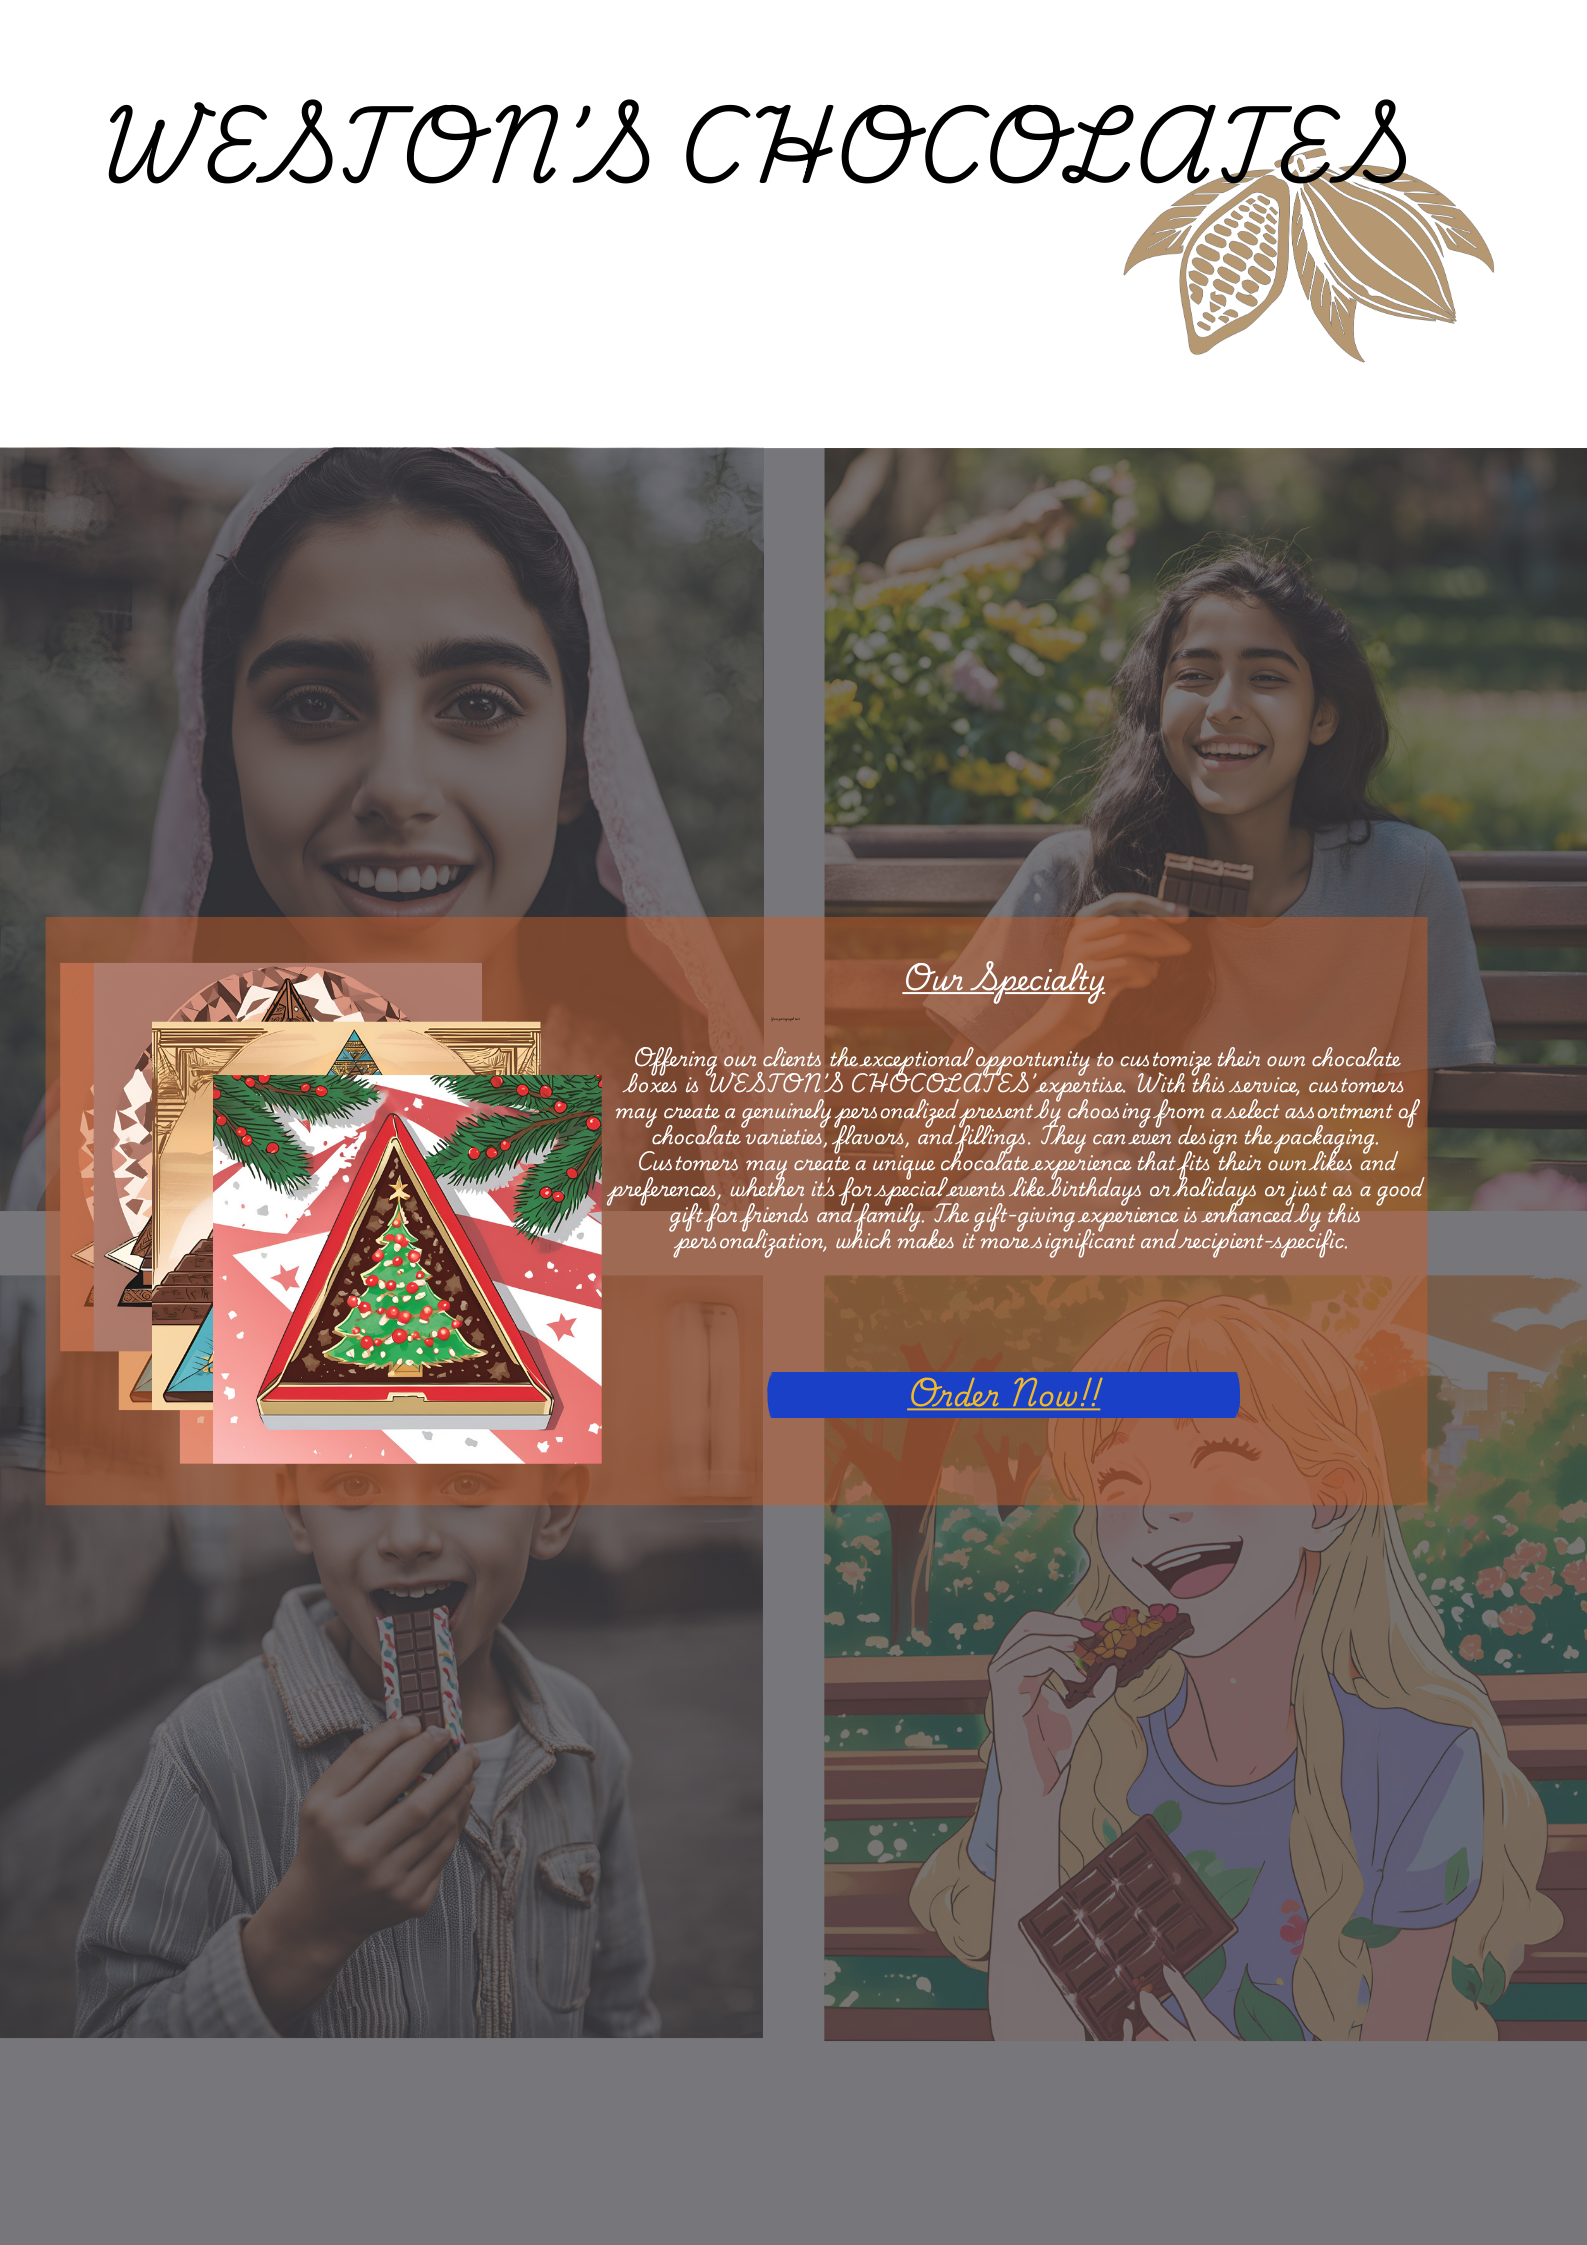 WESTON'S CHOCOLATES
Our Specialty
Offering our clients the exceptional opportunity to customize their own chocolate
boxes is WESTON'S CHOCOLATES' expertise. With this service, customers
may create a genuinely personalized present by choosing from a select assortment of
chocolate varieties, flavors, and fillings. They can even design the packaging.
Customers may create a unique chocolate experience that fits their own likes and
preferences, whether it's for special events like birthdays or holidays or just as a good
gift for friends and family. The gift-giving experience is enhanced by this
personalization, which makes it more significant and recipient-specific.
Order Now!!